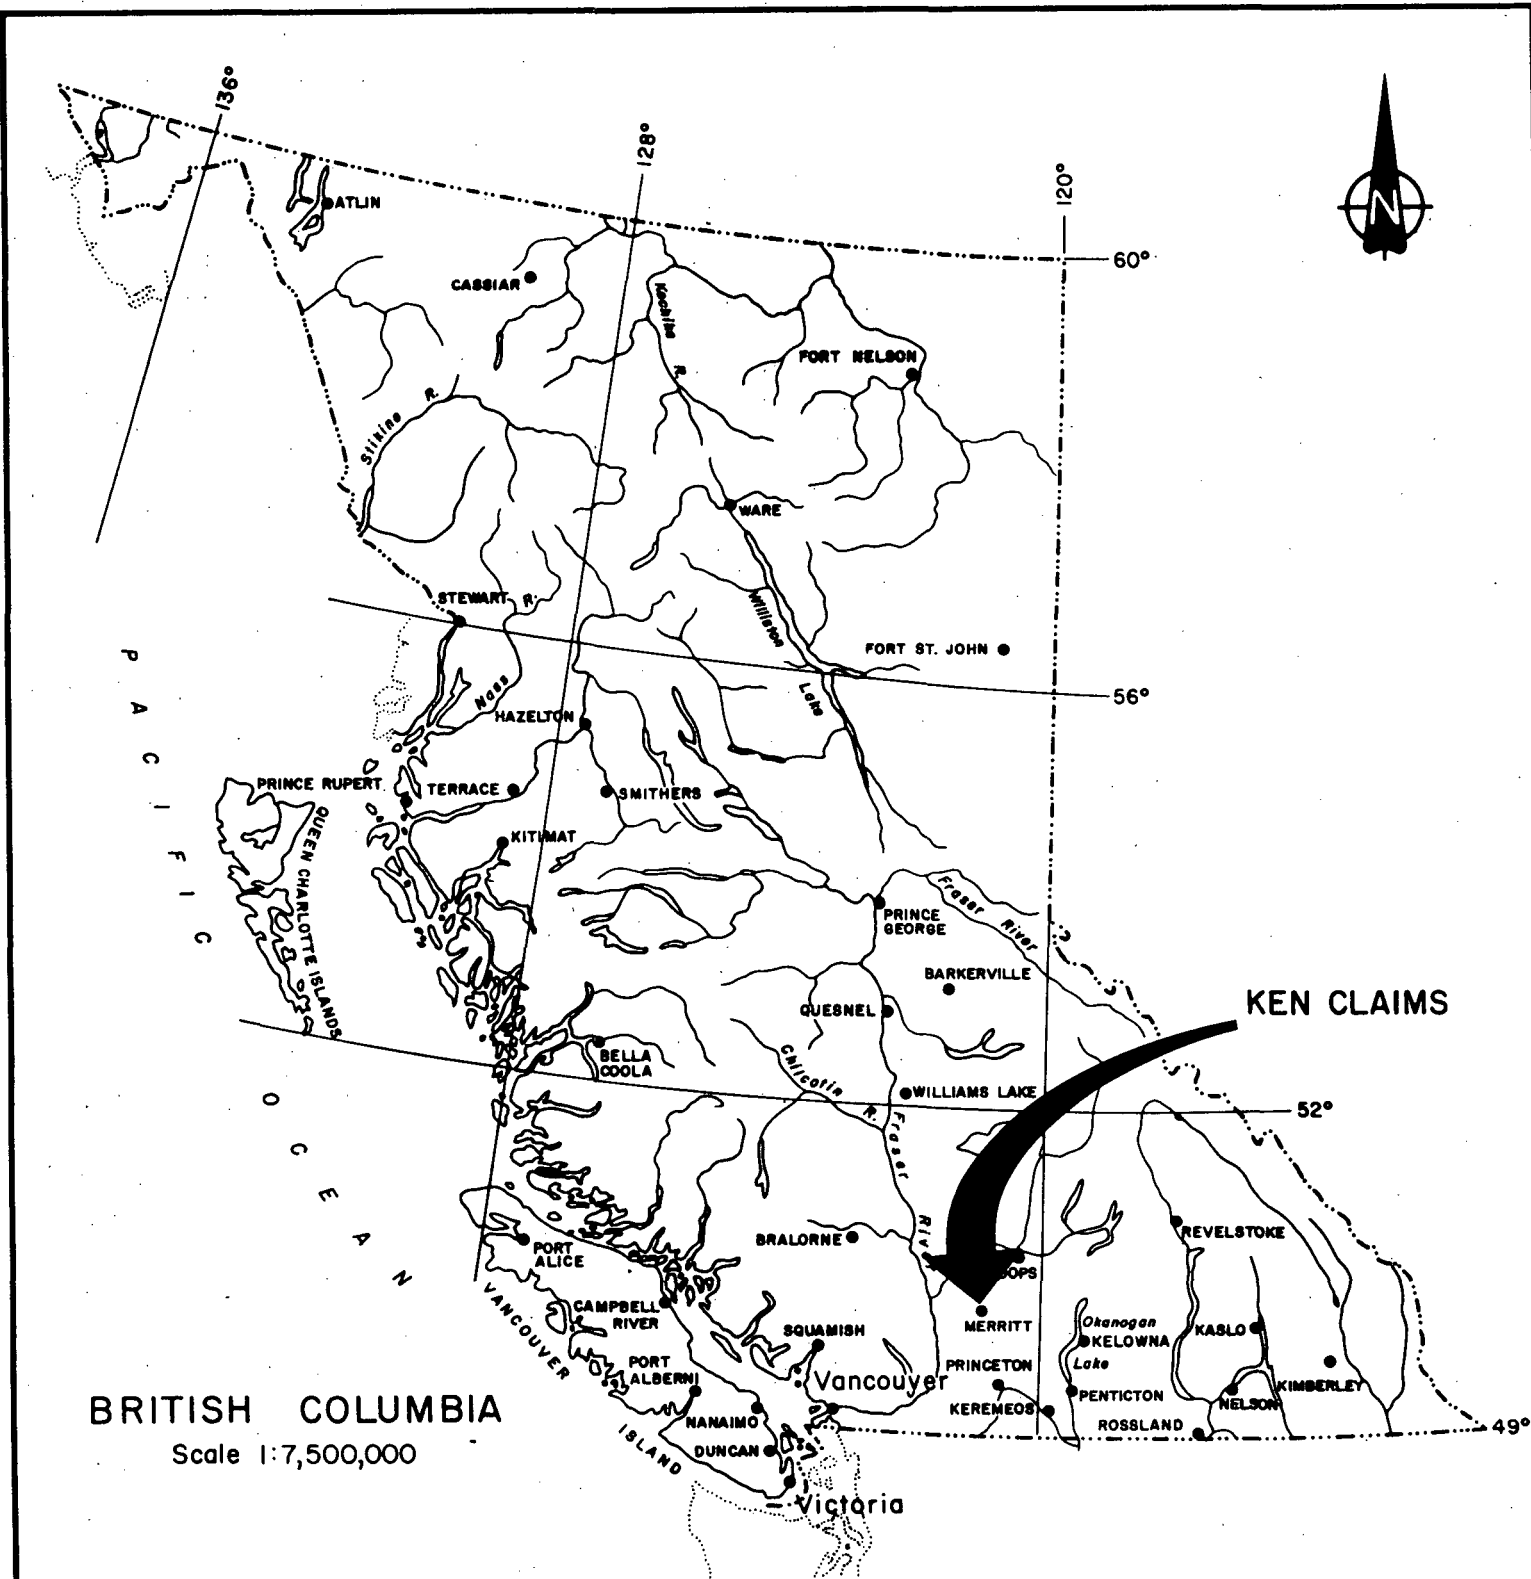 136°
128°
120°
N
ATLIN
60°
CASSIAR
Kechika
R.
FORT NELSON
Stikine R.
WARE
STEWART
R.
Williston
Lake
FORT ST. JOHN
56°
Nass
HAZELTON
PACIFIC
OCEAN
PRINCE RUPERT
TERRACE
SMITHERS
QUEEN CHARLOTTE ISLANDS
KITIMAT
Fraser River
PRINCE
GEORGE
BARKERVILLE
KEN CLAIMS
QUESNEL
BELLA
COOLA
Chilcotin R.
WILLIAMS LAKE
52°
Fraser
Riv
BRALORNE
REVELSTOKE
PORT
ALICE
OOPS
VANCOUVER
ISLAND
CAMPBELL
RIVER
MERRITT
Okanogan
Lake
KELOWNA
KASLO
SQUAMISH
PORT
ALBERNI
PRINCETON
Vancouver
PENTICTON
NELSON
KIMBERLEY
KEREMEOS
NANAIMO
ROSSLAND
49°
DUNCAN
Victoria
BRITISH COLUMBIA
Scale 1:7,500,000